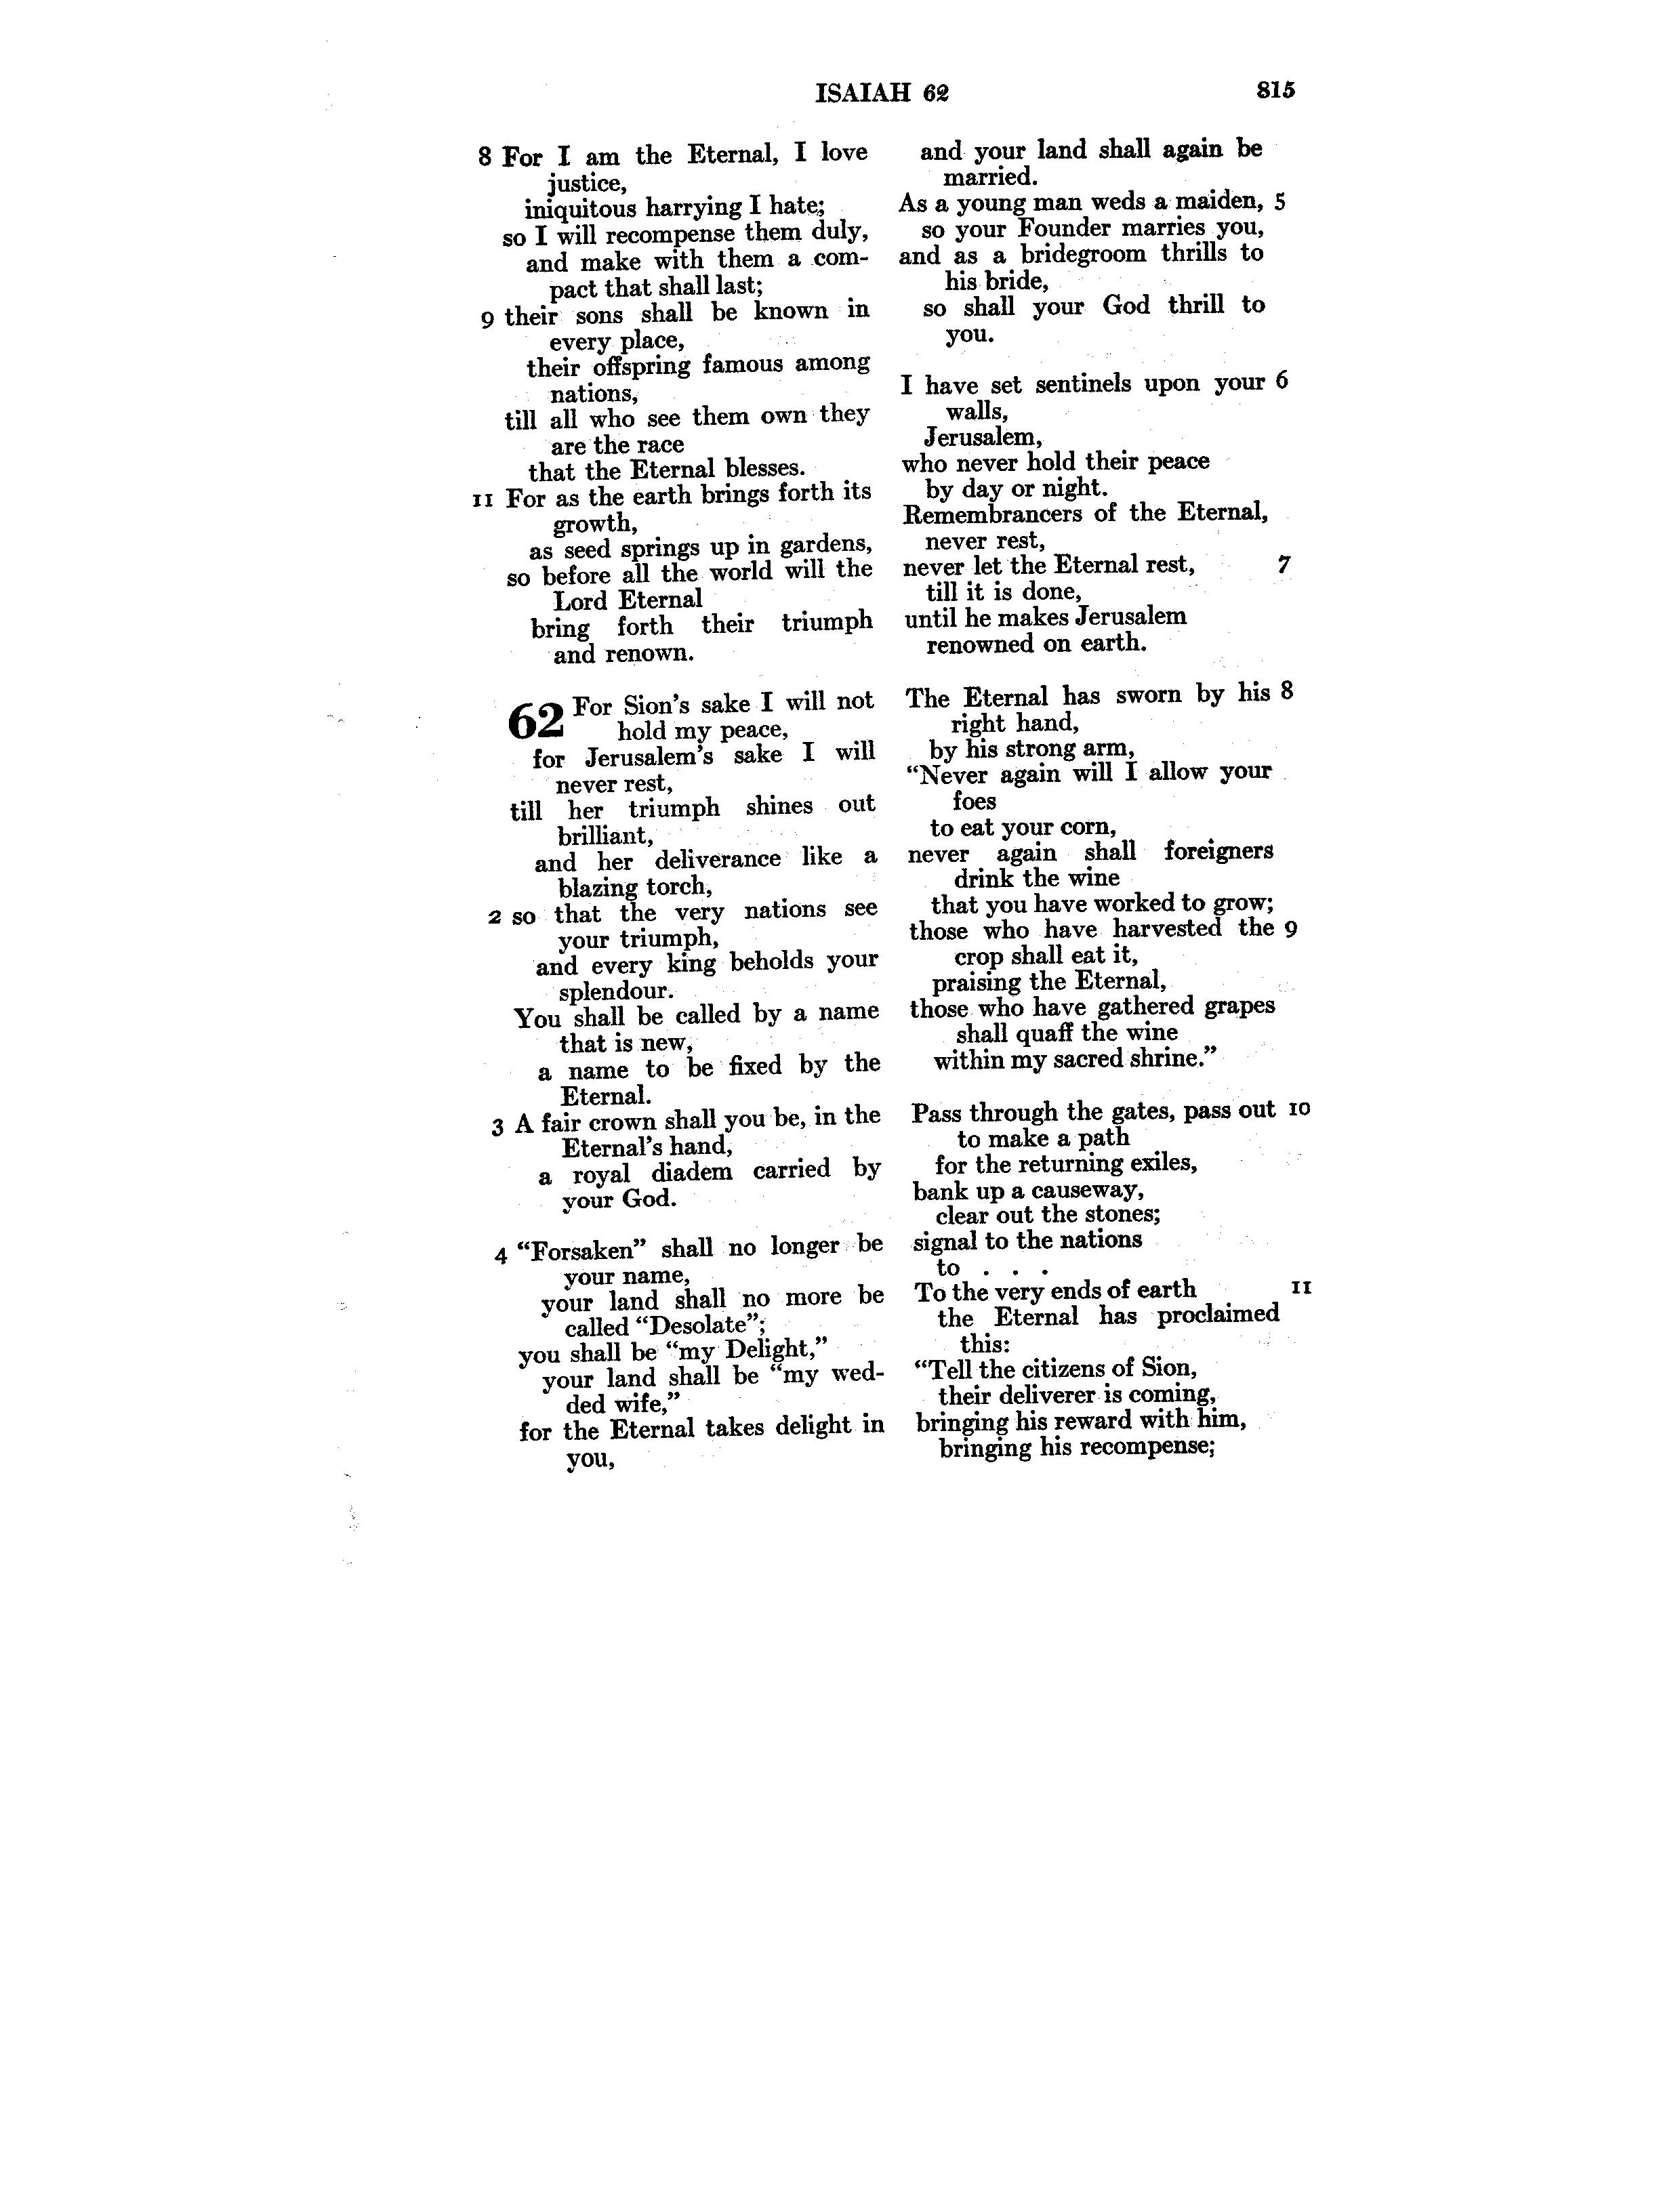 ISAIAH 62 815
8 For I am the Eternal, I love
justice,
iniquitous harrying I hate;
so I will recompense them duly,
and make with them a com-
pact that shall last;
9 their sons shall be known in
every place,
their offspring famous among
nations,
till all who see them own they
are the race
that the Eternal blesses.
11 For as the earth brings forth its
growth,
as seed springs up in gardens,
so before all the world will the
Lord Eternal
bring forth their triumph
and renown.
62 For Sion's sake I will not
hold my peace,
for Jerusalem's sake I will
never rest,
till her triumph shines out
brilliant,
and her deliverance like a
blazing torch,
2 so that the very nations see
your triumph,
and every king beholds your
splendour.
You shall be called by a name
that is new,
a name to be fixed by the
Eternal.
3 A fair crown shall you be, in the
Eternal's hand,
a royal diadem carried by
your God.
4 “Forsaken” shall no longer be
your name,
your land shall no more be
called “Desolate”;
you shall be “my Delight,”
your land shall be “my wed-
ded wife,”
for the Eternal takes delight in
you,
and your land shall again be
married.
As a young man weds a maiden, 5
so your Founder marries you,
and as a bridegroom thrills to
his bride,
so shall your God thrill to
you.
I have set sentinels upon your 6
walls,
Jerusalem,
who never hold their peace
by day or night.
Remembrancers of the Eternal,
never rest,
never let the Eternal rest, 7
till it is done,
until he makes Jerusalem
renowned on earth.
The Eternal has sworn by his 8
right hand,
by his strong arm,
“Never again will I allow your
foes
to eat your corn,
never again shall foreigners
drink the wine
that you have worked to grow;
those who have harvested the 9
crop shall eat it,
praising the Eternal,
those who have gathered grapes
shall quaff the wine
within my sacred shrine.”
Pass through the gates, pass out 10
to make a path
for the returning exiles,
bank up a causeway,
clear out the stones;
signal to the nations
to . . .
To the very ends of earth 11
the Eternal has proclaimed
this:
“Tell the citizens of Sion,
their deliverer is coming,
bringing his reward with him,
bringing his recompense;